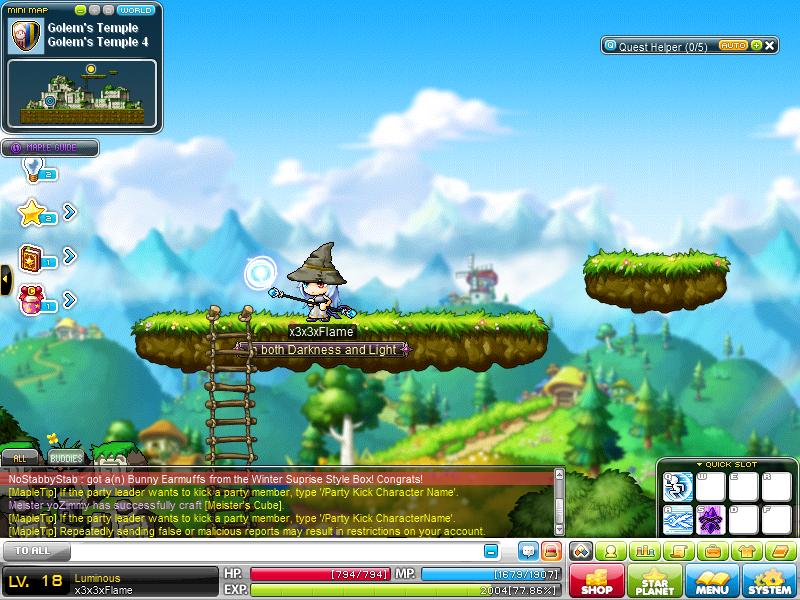 MINI MAP
WORLD
Golem's Temple
Golem's Temple 4
MAPLE GUIDE
Quest Helper (0/5) AUTO
2
2
1
1
x3x3xFlame
both Darkness and Light
ALL BUDDIES
NoStabbyStab : got a(n) Bunny Earmuffs from the Winter Suprise Style Box! Congrats!
[MapleTip] If the party leader wants to kick a party member, type '/Party Kick Character Name'.
Meister yoZimmy has successfully craft [Meister's Cube].
[MapleTip] If the party leader wants to kick a party member, type '/Party Kick CharacterName'.
[MapleTip] Repeatedly sending false or malicious reports may result in restrictions on your account.
QUICK SLOT
W E R
A S D F
TO ALL
LV. 18 Luminous
x3x3xFlame
HP. [794/794] MP. [1679/1907]
EXP. 2004[77.86%]
SHOP
STAR PLANET
MENU
SYSTEM